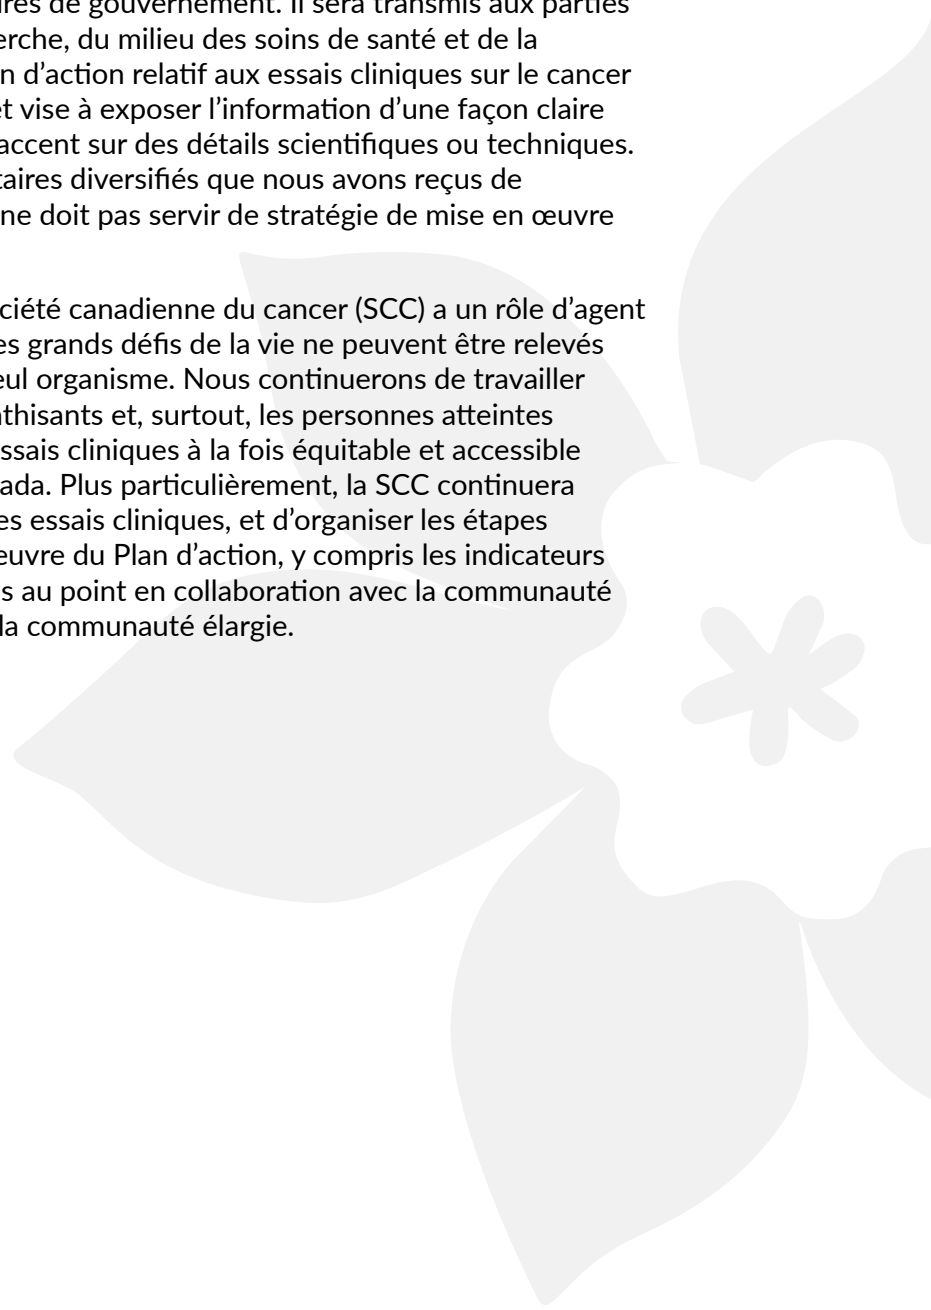 res de gouvernement. Il sera transmis aux parties
erche, du milieu des soins de santé et de la
n d’action relatif aux essais cliniques sur le cancer
et vise à exposer l’information d’une façon claire
accent sur des détails scientifiques ou techniques.
taires diversifiés que nous avons reçus de
ne doit pas servir de stratégie de mise en œuvre
ciété canadienne du cancer (SCC) a un rôle d’agent
es grands défis de la vie ne peuvent être relevés
eul organisme. Nous continuerons de travailler
thisants et, surtout, les personnes atteintes
ssais cliniques à la fois équitable et accessible
ada. Plus particulièrement, la SCC continuera
es essais cliniques, et d’organiser les étapes
euvre du Plan d’action, y compris les indicateurs
s au point en collaboration avec la communauté
la communauté élargie.